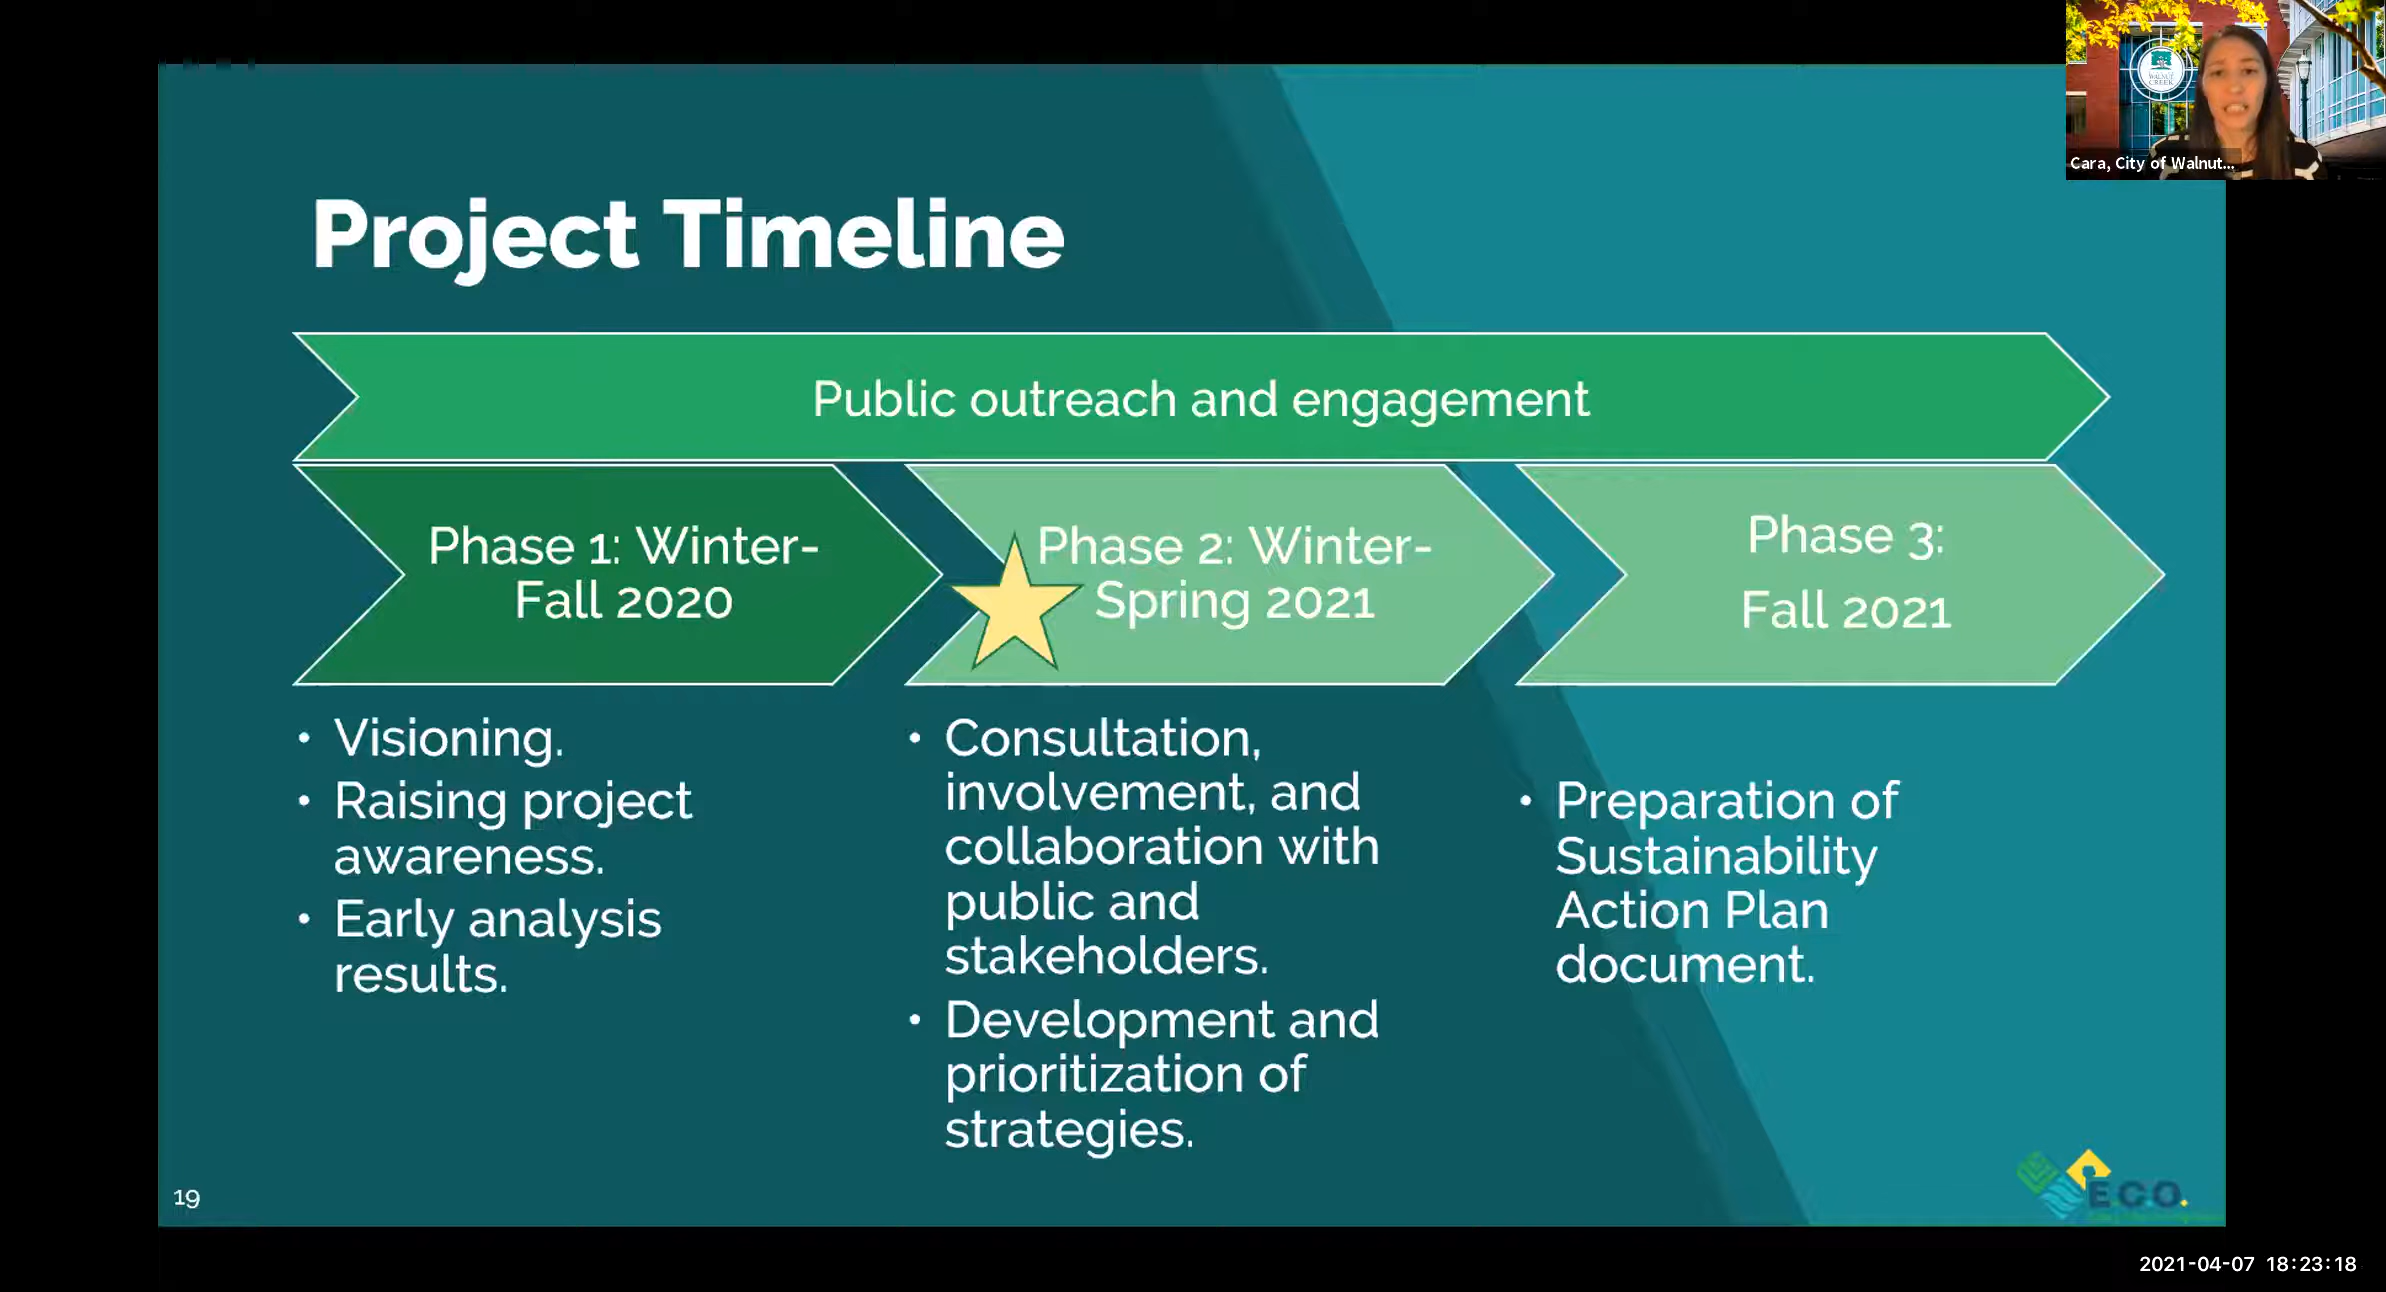 WALNUT
CREEK
Cara, City of Walnut...
Project Timeline
Public outreach and engagement
Phase 1: Winter-
Fall 2020
Phase 2: Winter-
Spring 2021
Phase 3:
Fall 2021
• Visioning.
• Raising project
awareness.
• Early analysis
results.
• Consultation,
involvement, and
collaboration with
public and
stakeholders.
• Development and
prioritization of
strategies.
• Preparation of
Sustainability
Action Plan
document.
19
E.C.O.
2021-04-07 18:23:18